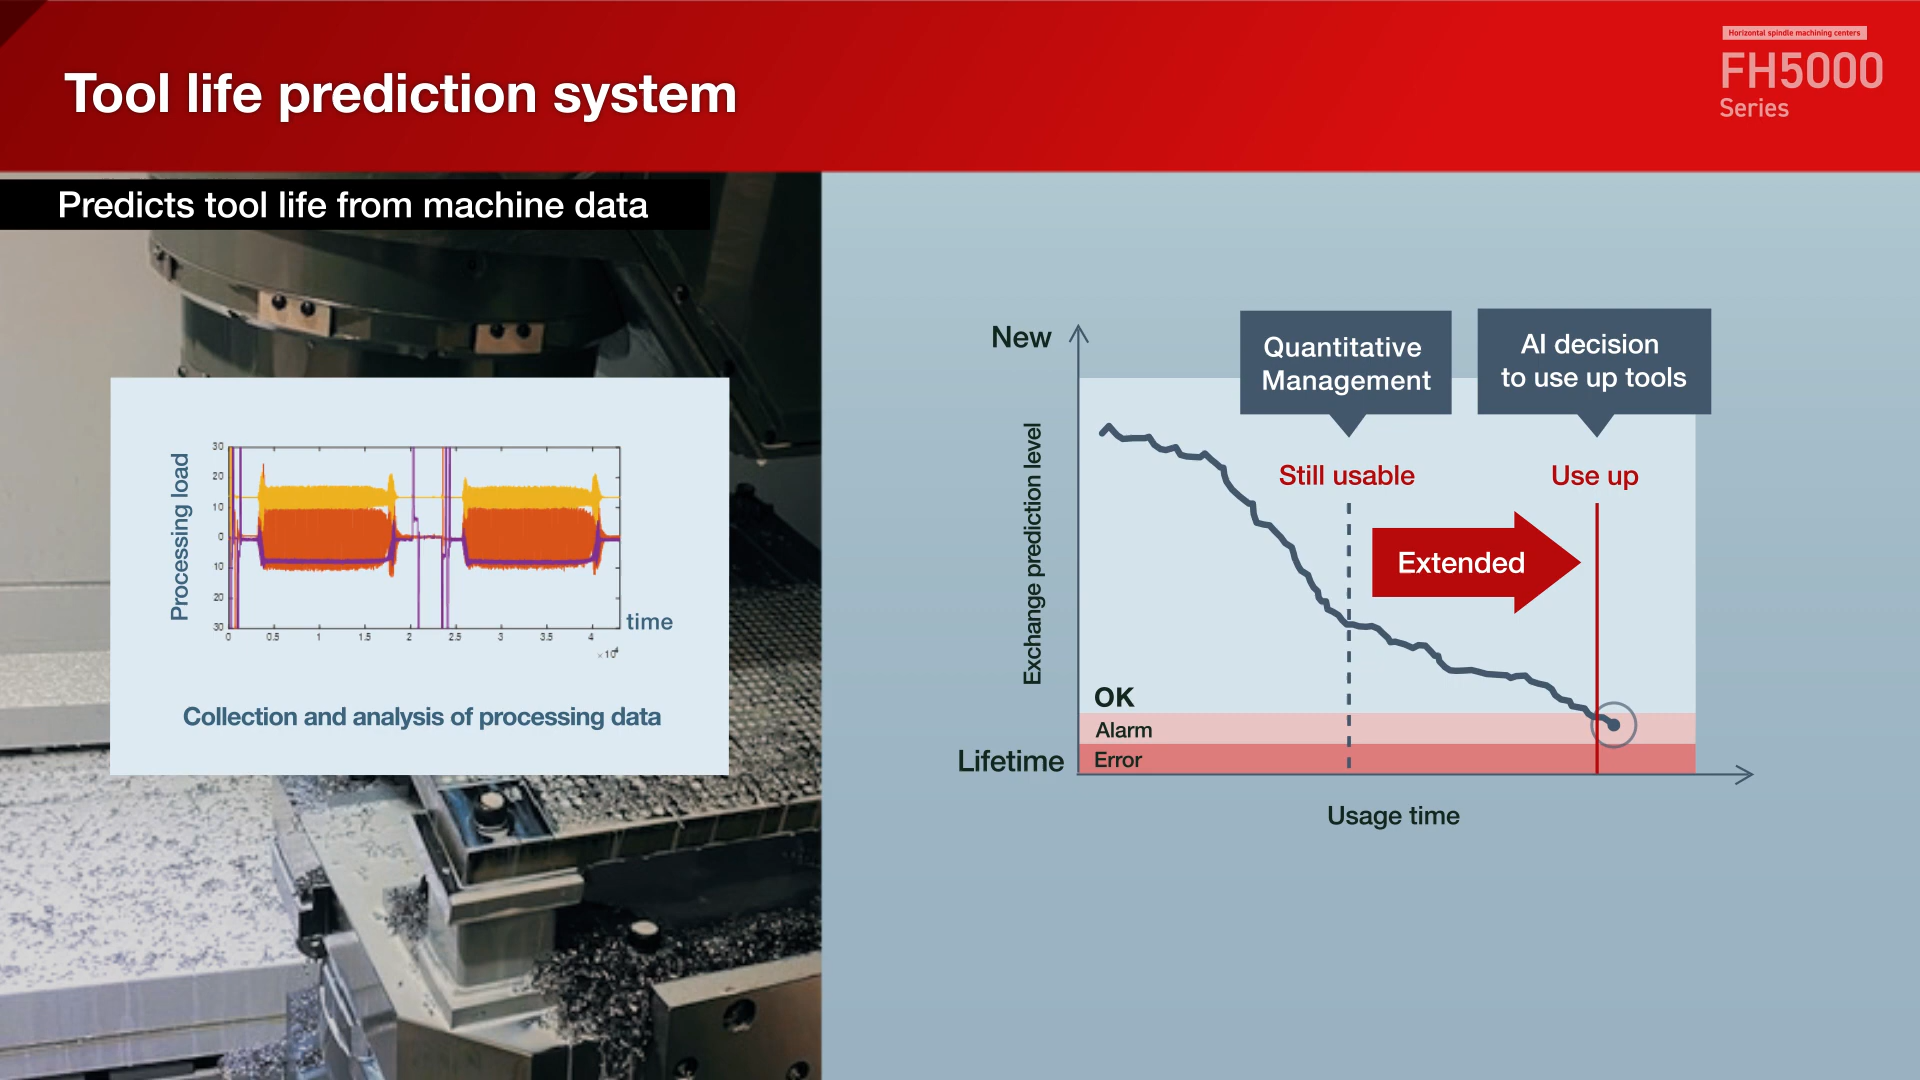 Horizontal spindle machining centers
FH5000
Series
Tool life prediction system
Predicts tool life from machine data
Processing load
30
20
10
0
10
20
30
0
0.5
1
1.5
2
2.5
3
3.5
4
×10⁴
time
Collection and analysis of processing data
New
Exchange prediction level
Quantitative
Management
AI decision
to use up tools
Still usable
Use up
Extended
OK
Alarm
Error
Lifetime
Usage time